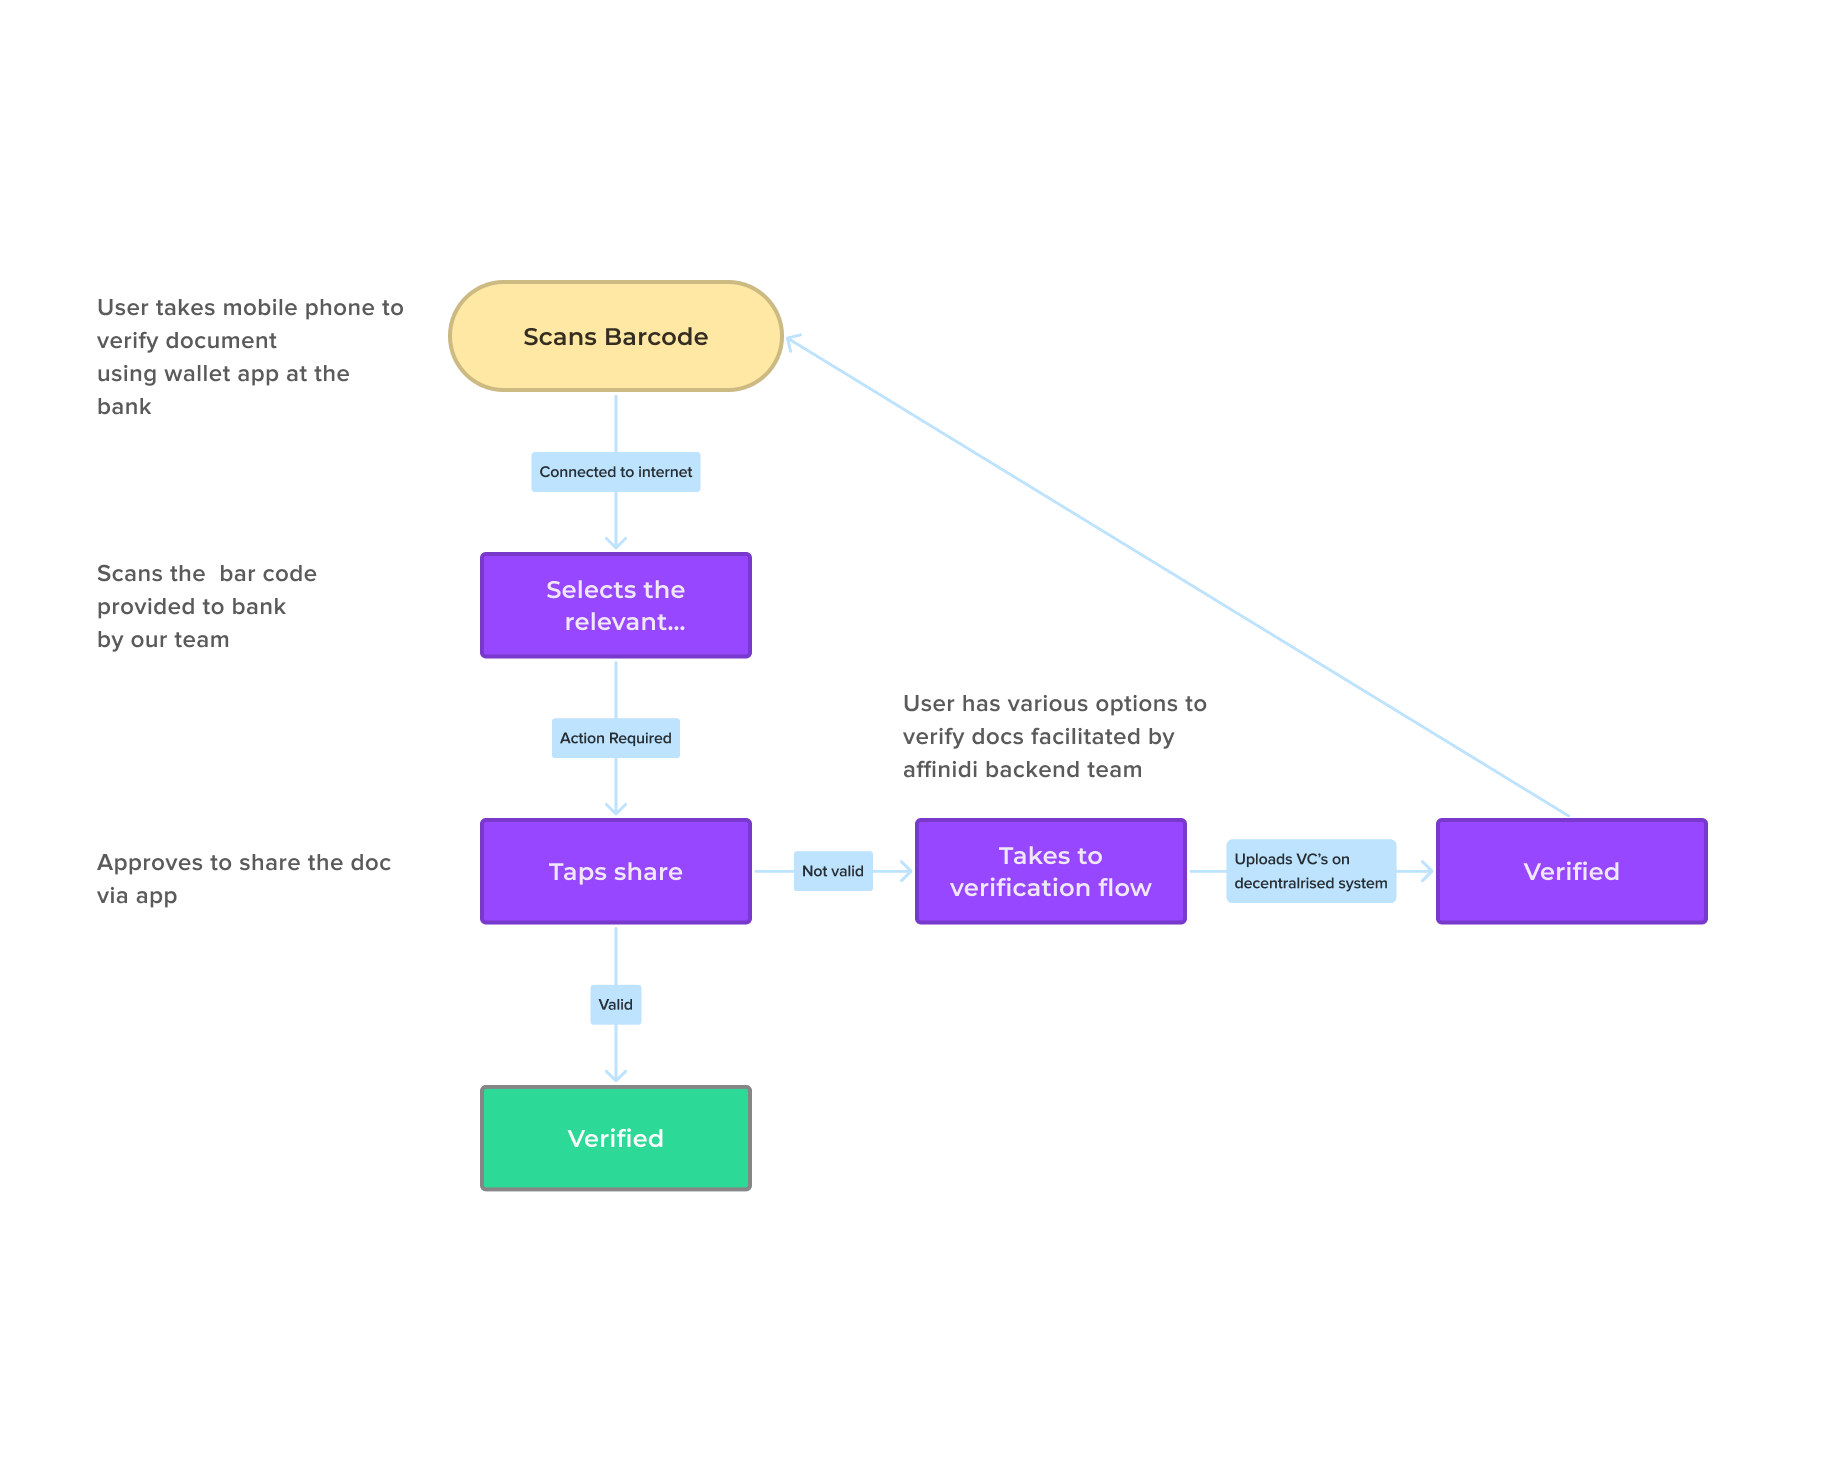 User takes mobile phone to
verify document
using wallet app at the
bank
Scans Barcode
Connected to internet
Scans the  bar code
provided to bank
by our team
Selects the
relevant...
Action Required
User has various options to
verify docs facilitated by
affinidi backend team
Approves to share the doc
via app
Taps share
Not valid
Takes to
verification flow
Uploads VC's on
decentralrised system
Verified
Valid
Verified